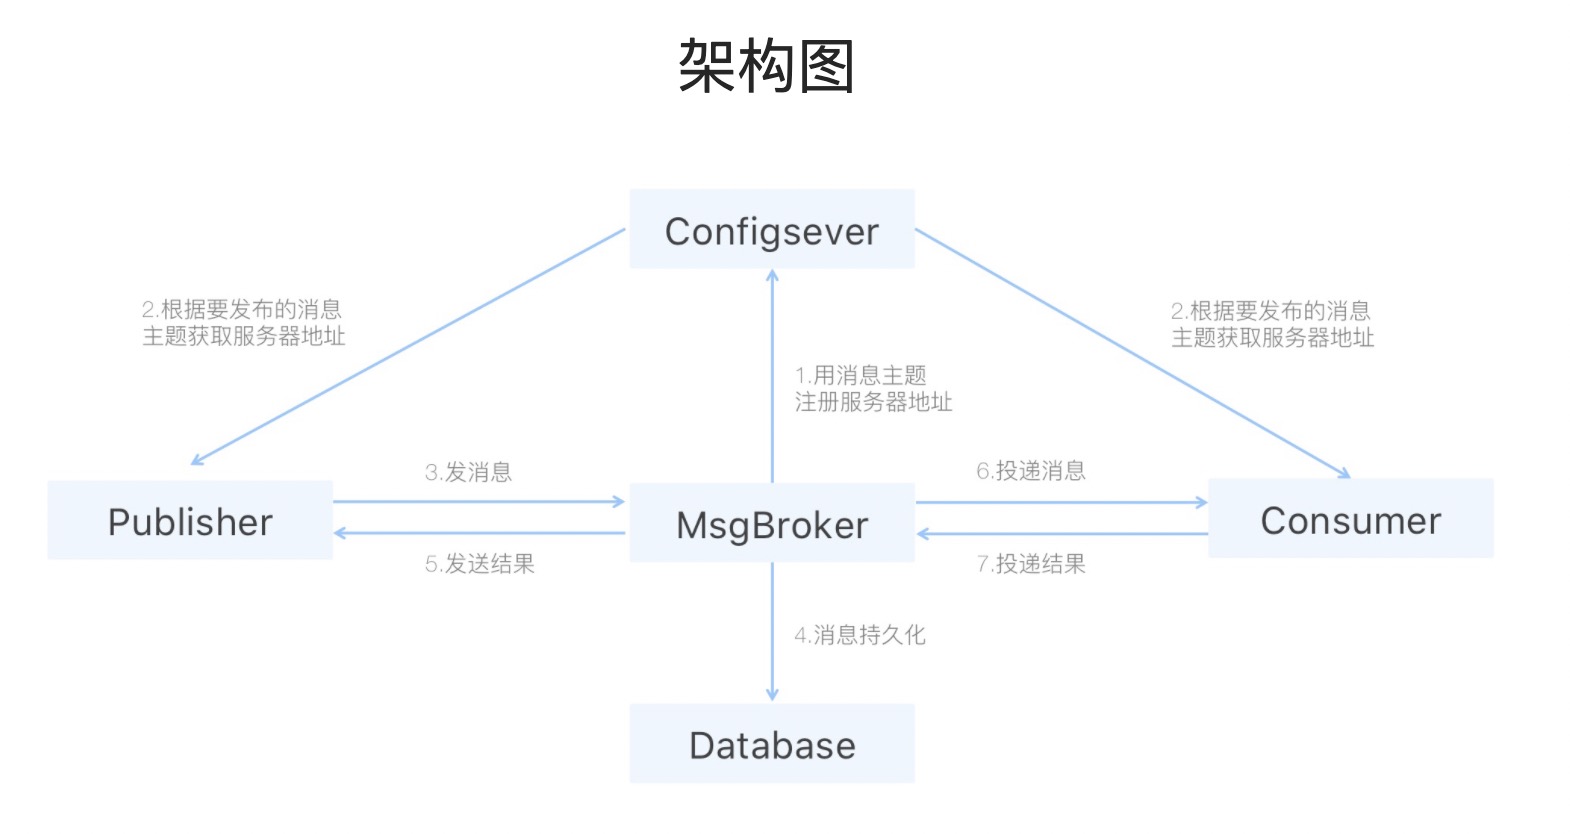 架构图
Configsever
2.根据要发布的消息
主题获取服务器地址
2.根据要发布的消息
主题获取服务器地址
1.用消息主题
注册服务器地址
3.发消息
6.投递消息
Publisher
MsgBroker
Consumer
5.发送结果
7.投递结果
4.消息持久化
Database